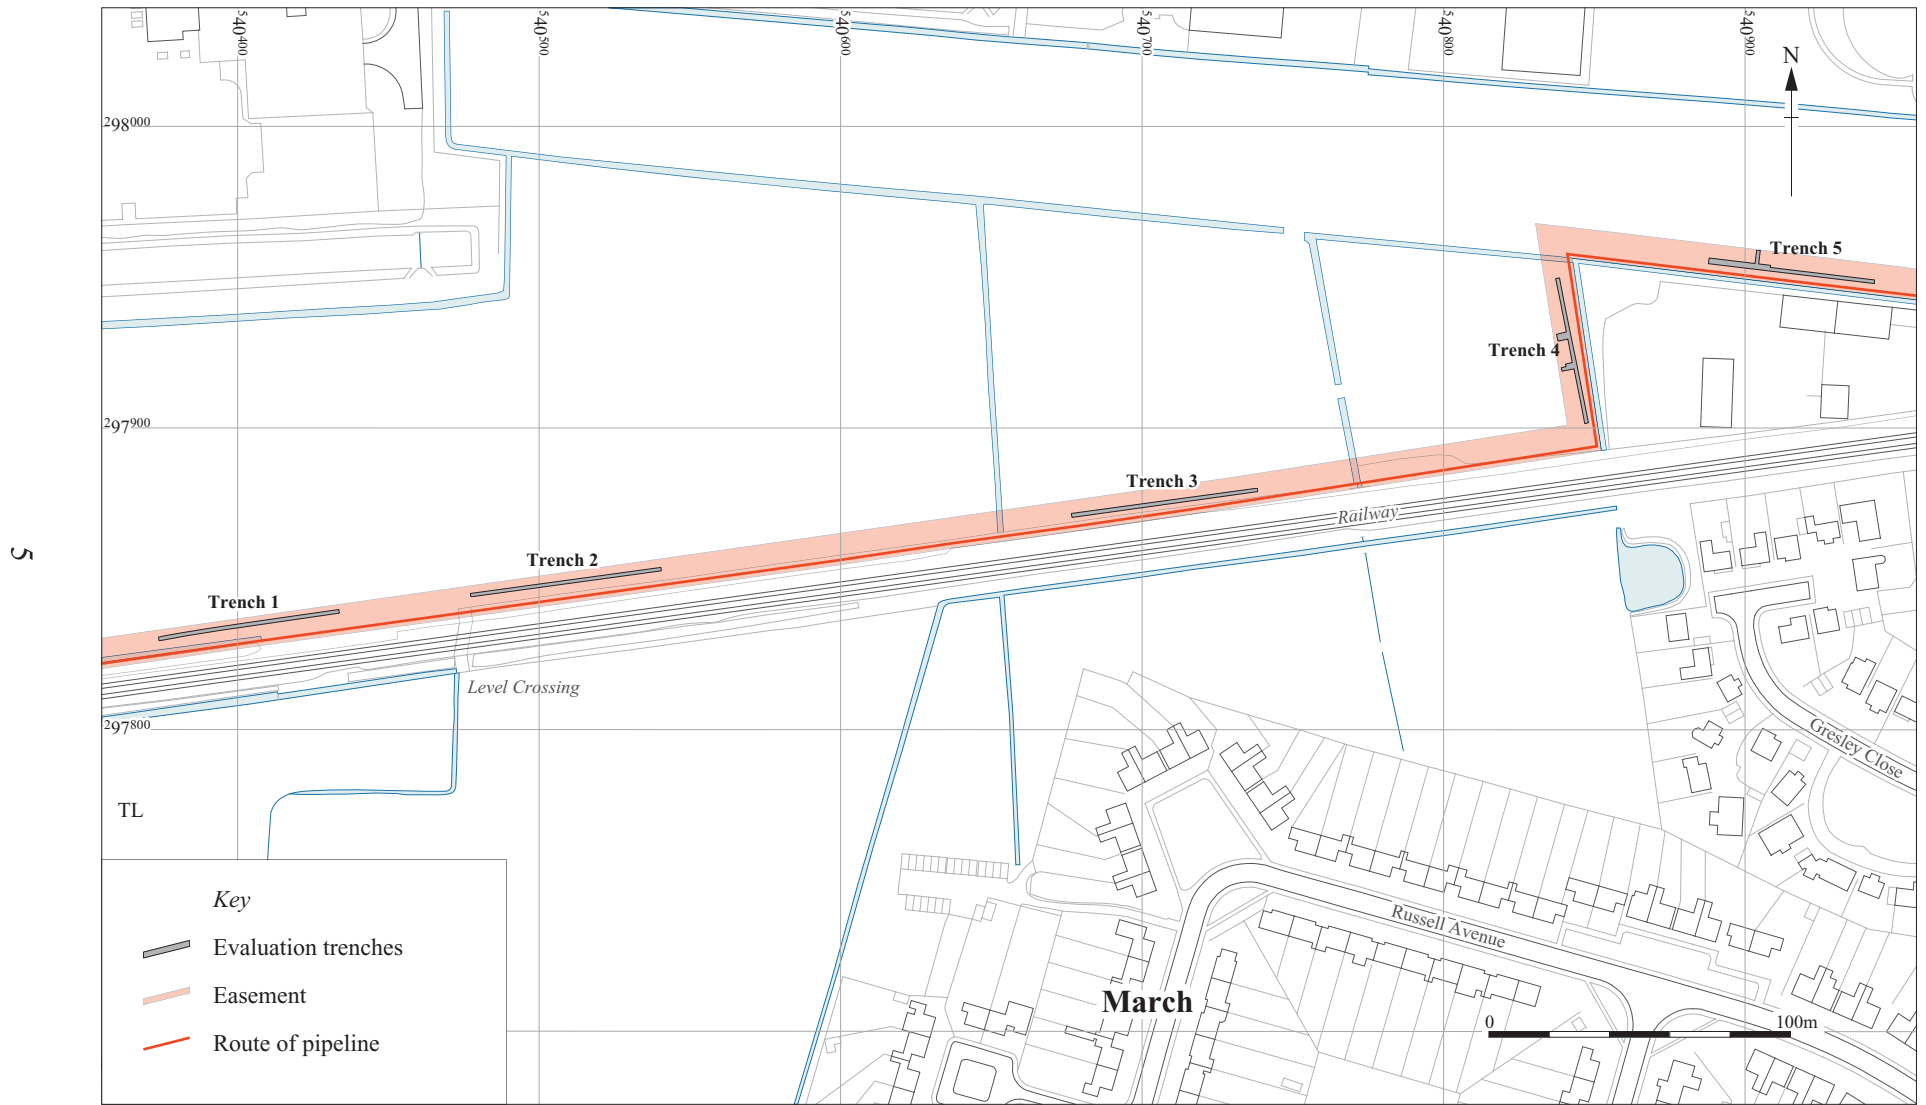 540400
540500
540600
540700
540800
540900
N
298000
Trench 5
Trench 4
297900
Trench 3
Railway
Trench 2
Trench 1
Level Crossing
297800
Gresley Close
TL
Key
Evaluation trenches
Easement
Route of pipeline
Russell Avenue
March
0 100m
5